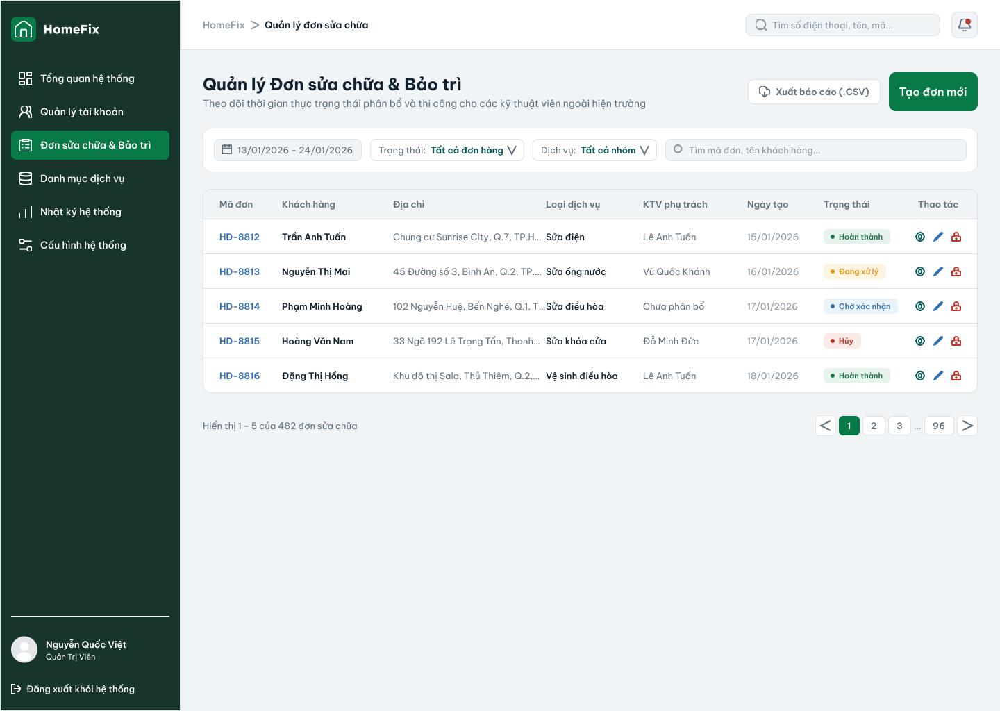 HomeFix
Tổng quan hệ thống
Quản lý tài khoản
Đơn sửa chữa & Bảo trì
Danh mục dịch vụ
Nhật ký hệ thống
Cấu hình hệ thống
Nguyễn Quốc Việt
Quản Trị Viên
Đăng xuất khỏi hệ thống
HomeFix > Quản lý đơn sửa chữa
Tìm số điện thoại, tên, mã...
Quản lý Đơn sửa chữa & Bảo trì
Theo dõi thời gian thực trạng thái phân bổ và thi công cho các kỹ thuật viên ngoài hiện trường
Xuất báo cáo (.CSV)
Tạo đơn mới
13/01/2026 - 24/01/2026
Trạng thái: Tất cả đơn hàng
Dịch vụ: Tất cả nhóm
Tìm mã đơn, tên khách hàng...
Mã đơn Khách hàng Địa chỉ Loại dịch vụ KTV phụ trách Ngày tạo Trạng thái Thao tác
HD-8812 Trần Anh Tuấn Chung cư Sunrise City, Q.7, TP.H... Sửa điện Lê Anh Tuấn 15/01/2026 Hoàn thành
HD-8813 Nguyễn Thị Mai 45 Đường số 3, Bình An, Q.2, TP.... Sửa ống nước Vũ Quốc Khánh 16/01/2026 Đang xử lý
HD-8814 Phạm Minh Hoàng 102 Nguyễn Huệ, Bến Nghé, Q.1, T... Sửa điều hòa Chưa phân bổ 17/01/2026 Chờ xác nhận
HD-8815 Hoàng Văn Nam 33 Ngõ 192 Lê Trọng Tấn, Thanh... Sửa khóa cửa Đỗ Minh Đức 17/01/2026 Hủy
HD-8816 Đặng Thị Hồng Khu đô thị Sala, Thủ Thiêm, Q.2,... Vệ sinh điều hòa Lê Anh Tuấn 18/01/2026 Hoàn thành
Hiển thị 1 - 5 của 482 đơn sửa chữa
< 1 2 3 ... 96 >